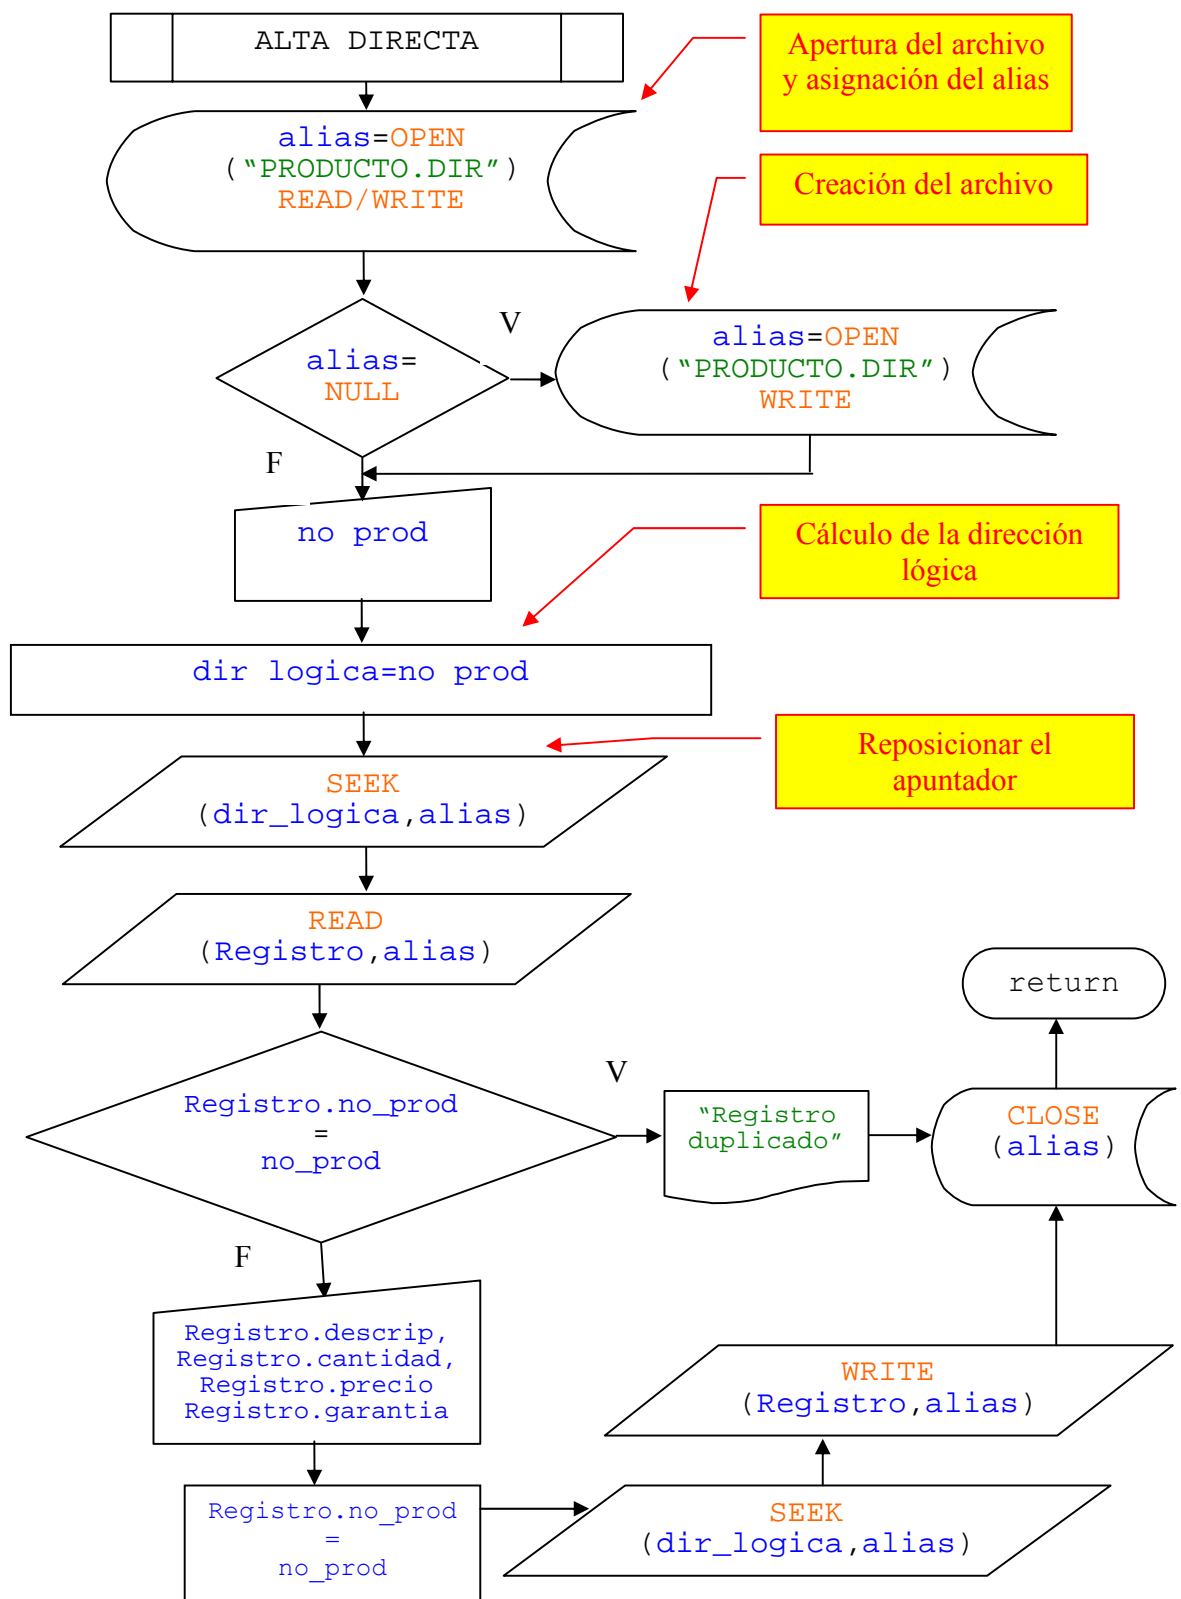 ALTA DIRECTA
Apertura del archivo
y asignación del alias
alias=OPEN
(“PRODUCTO.DIR”)
READ/WRITE
Creación del archivo
V
alias=
NULL
alias=OPEN
(“PRODUCTO.DIR”)
WRITE
F
no prod
Cálculo de la dirección
lógica
dir logica=no prod
Reposicionar el
apuntador
SEEK
(dir_logica,alias)
READ
(Registro,alias)
return
V
Registro.no_prod
=
no_prod
“Registro
duplicado”
CLOSE
(alias)
F
Registro.descrip,
Registro.cantidad,
Registro.precio
Registro.garantia
WRITE
(Registro,alias)
Registro.no_prod
=
no_prod
SEEK
(dir_logica,alias)